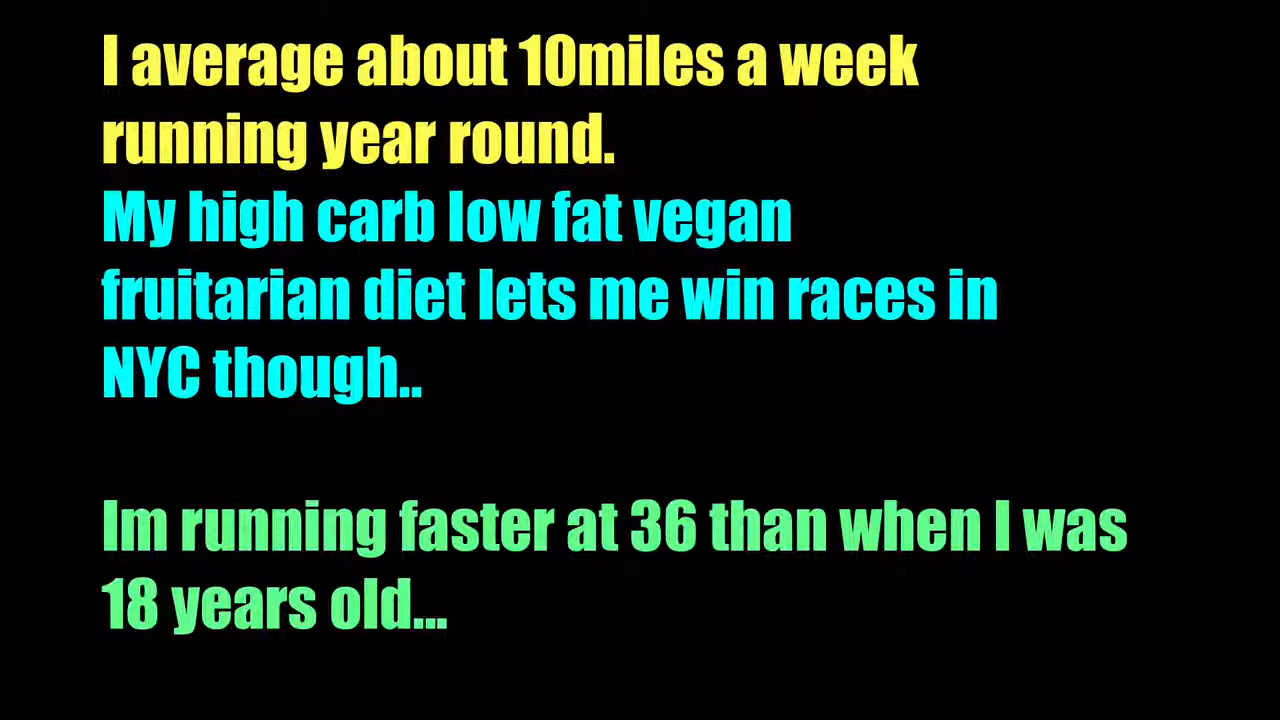 I average about 10miles a week
running year round.
My high carb low fat vegan
fruitarian diet lets me win races in
NYC though..
Im running faster at 36 than when I was
18 years old...